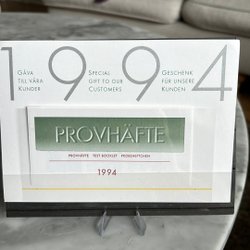 1994
GÅVA
TILL VÅRA
KUNDER
SPECIAL
GIFT TO OUR
CUSTOMERS
GESCHENK
FÜR UNSERE
KUNDEN
PROVHÄFTE
PROVHÄFTE TEST BOOKLET PROBEHEFTCHEN
1994